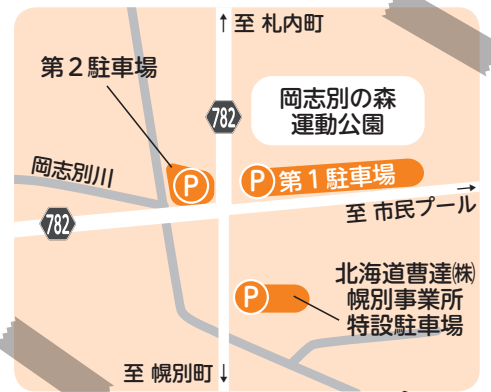 ↑至 札内町
第2駐車場
782
岡志別の森
運動公園
岡志別川
P
P 第1駐車場
→
至 市民プール
782
P
北海道曹達㈱
幌別事業所
特設駐車場
至 幌別町↓